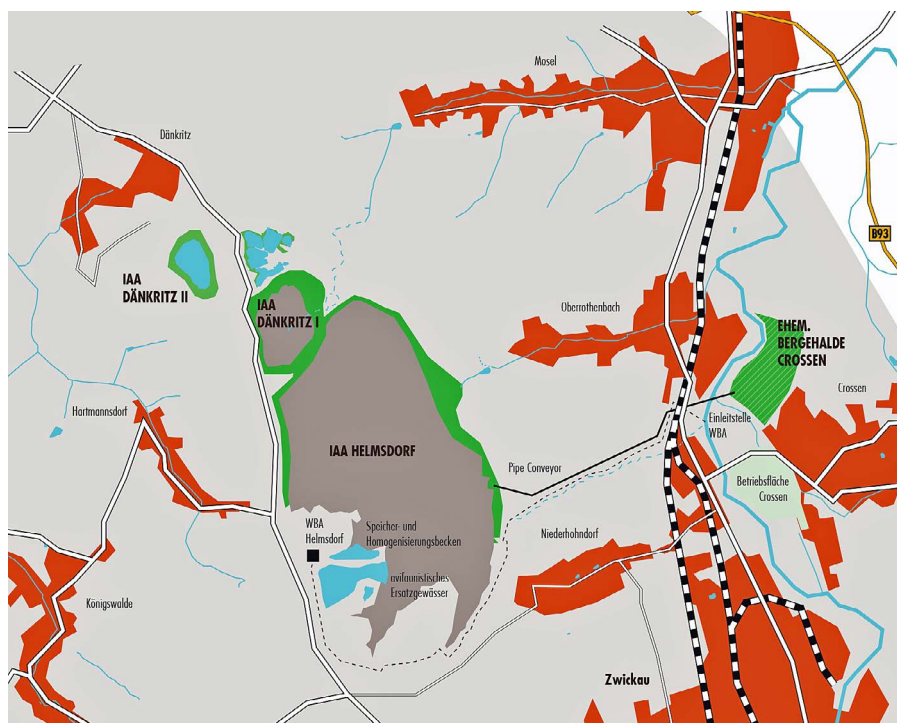 Mosel
Dänkritz
B93
IAA
DÄNKRITZ II
IAA
DÄNKRITZ I
Oberrothenbach
EHEM.
BERGEHALDE
CROSSEN
Crossen
Hartmannsdorf
Einleitstelle
WBA
IAA HELMSDORF
Pipe Conveyor
Betriebsfläche
Crossen
WBA
Helmsdorf
Speicher- und
Homogenisierungsbecken
Niederhohndorf
avifaunistisches
Ersatzgewässer
Königswalde
Zwickau